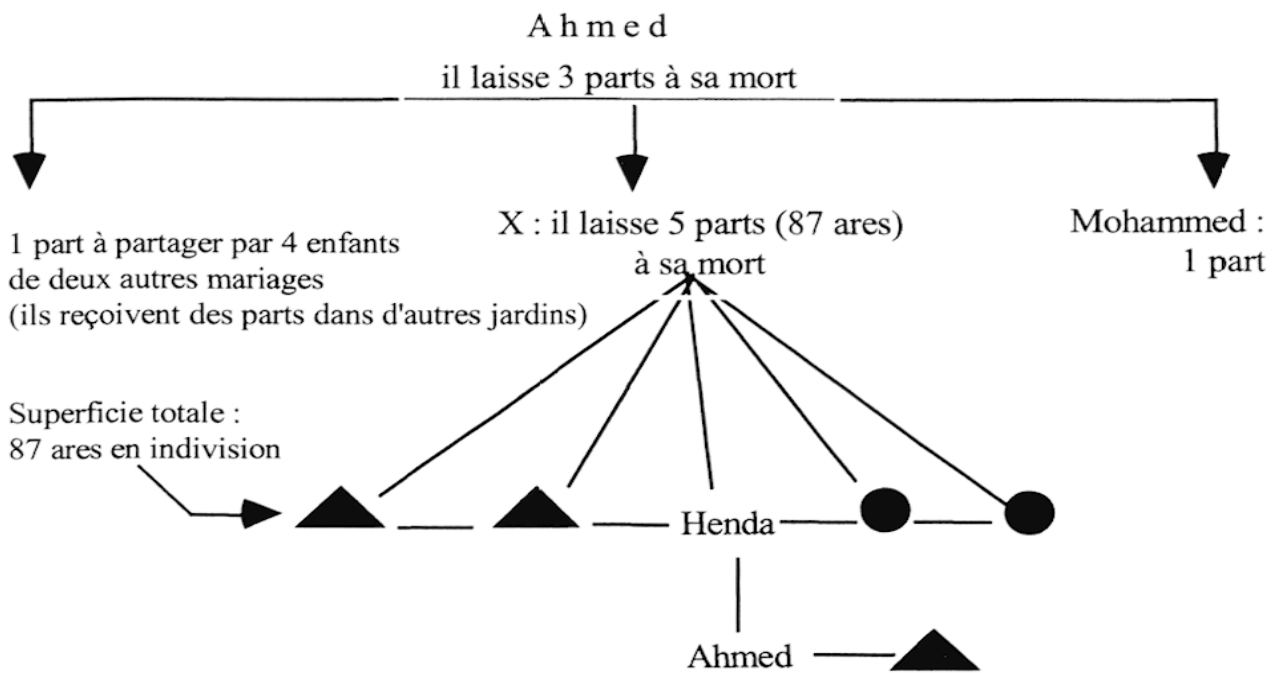 Ahmed
il laisse 3 parts à sa mort
1 part à partager par 4 enfants
de deux autres mariages
(ils reçoivent des parts dans d'autres jardins)
X : il laisse 5 parts (87 ares)
à sa mort
Mohammed :
1 part
Superficie totale :
87 ares en indivision
Henda
Ahmed